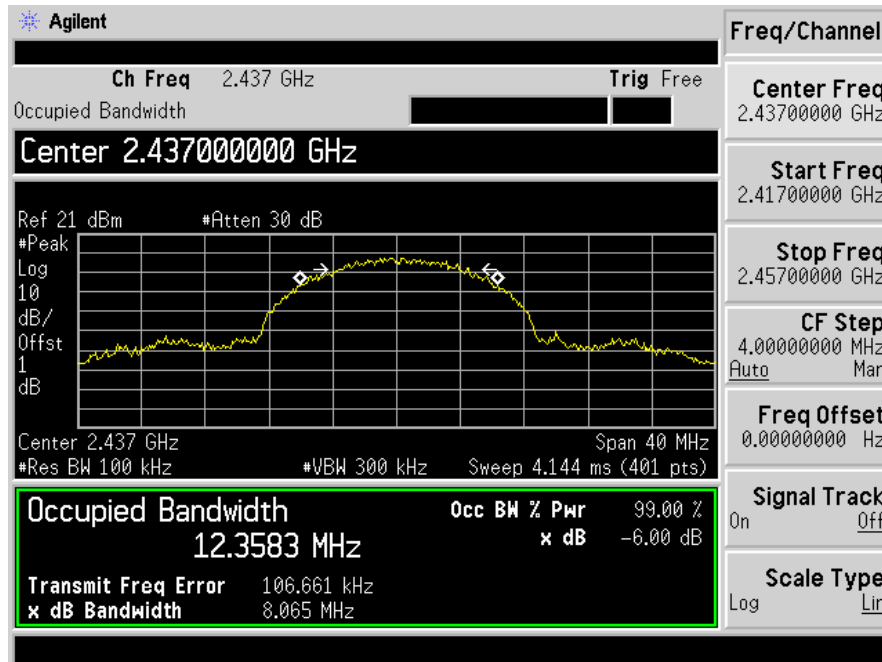 Agilent
Ch Freq 2.437 GHz Trig Free
Occupied Bandwidth
Center 2.437000000 GHz
Ref 21 dBm #Atten 30 dB
#Peak
Log
10
dB/
Offst
1
dB
Center 2.437 GHz Span 40 MHz
#Res BW 100 kHz #VBW 300 kHz Sweep 4.144 ms (401 pts)
Occupied Bandwidth Occ BW % Pwr 99.00 %
12.3583 MHz x dB -6.00 dB
Transmit Freq Error 106.661 kHz
x dB Bandwidth 8.065 MHz
Freq/Channel
Center Freq
2.43700000 GHz
Start Freq
2.41700000 GHz
Stop Freq
2.45700000 GHz
CF Step
4.00000000 MHz
Auto Man
Freq Offset
0.00000000 Hz
Signal Track
On Off
Scale Type
Log Lin